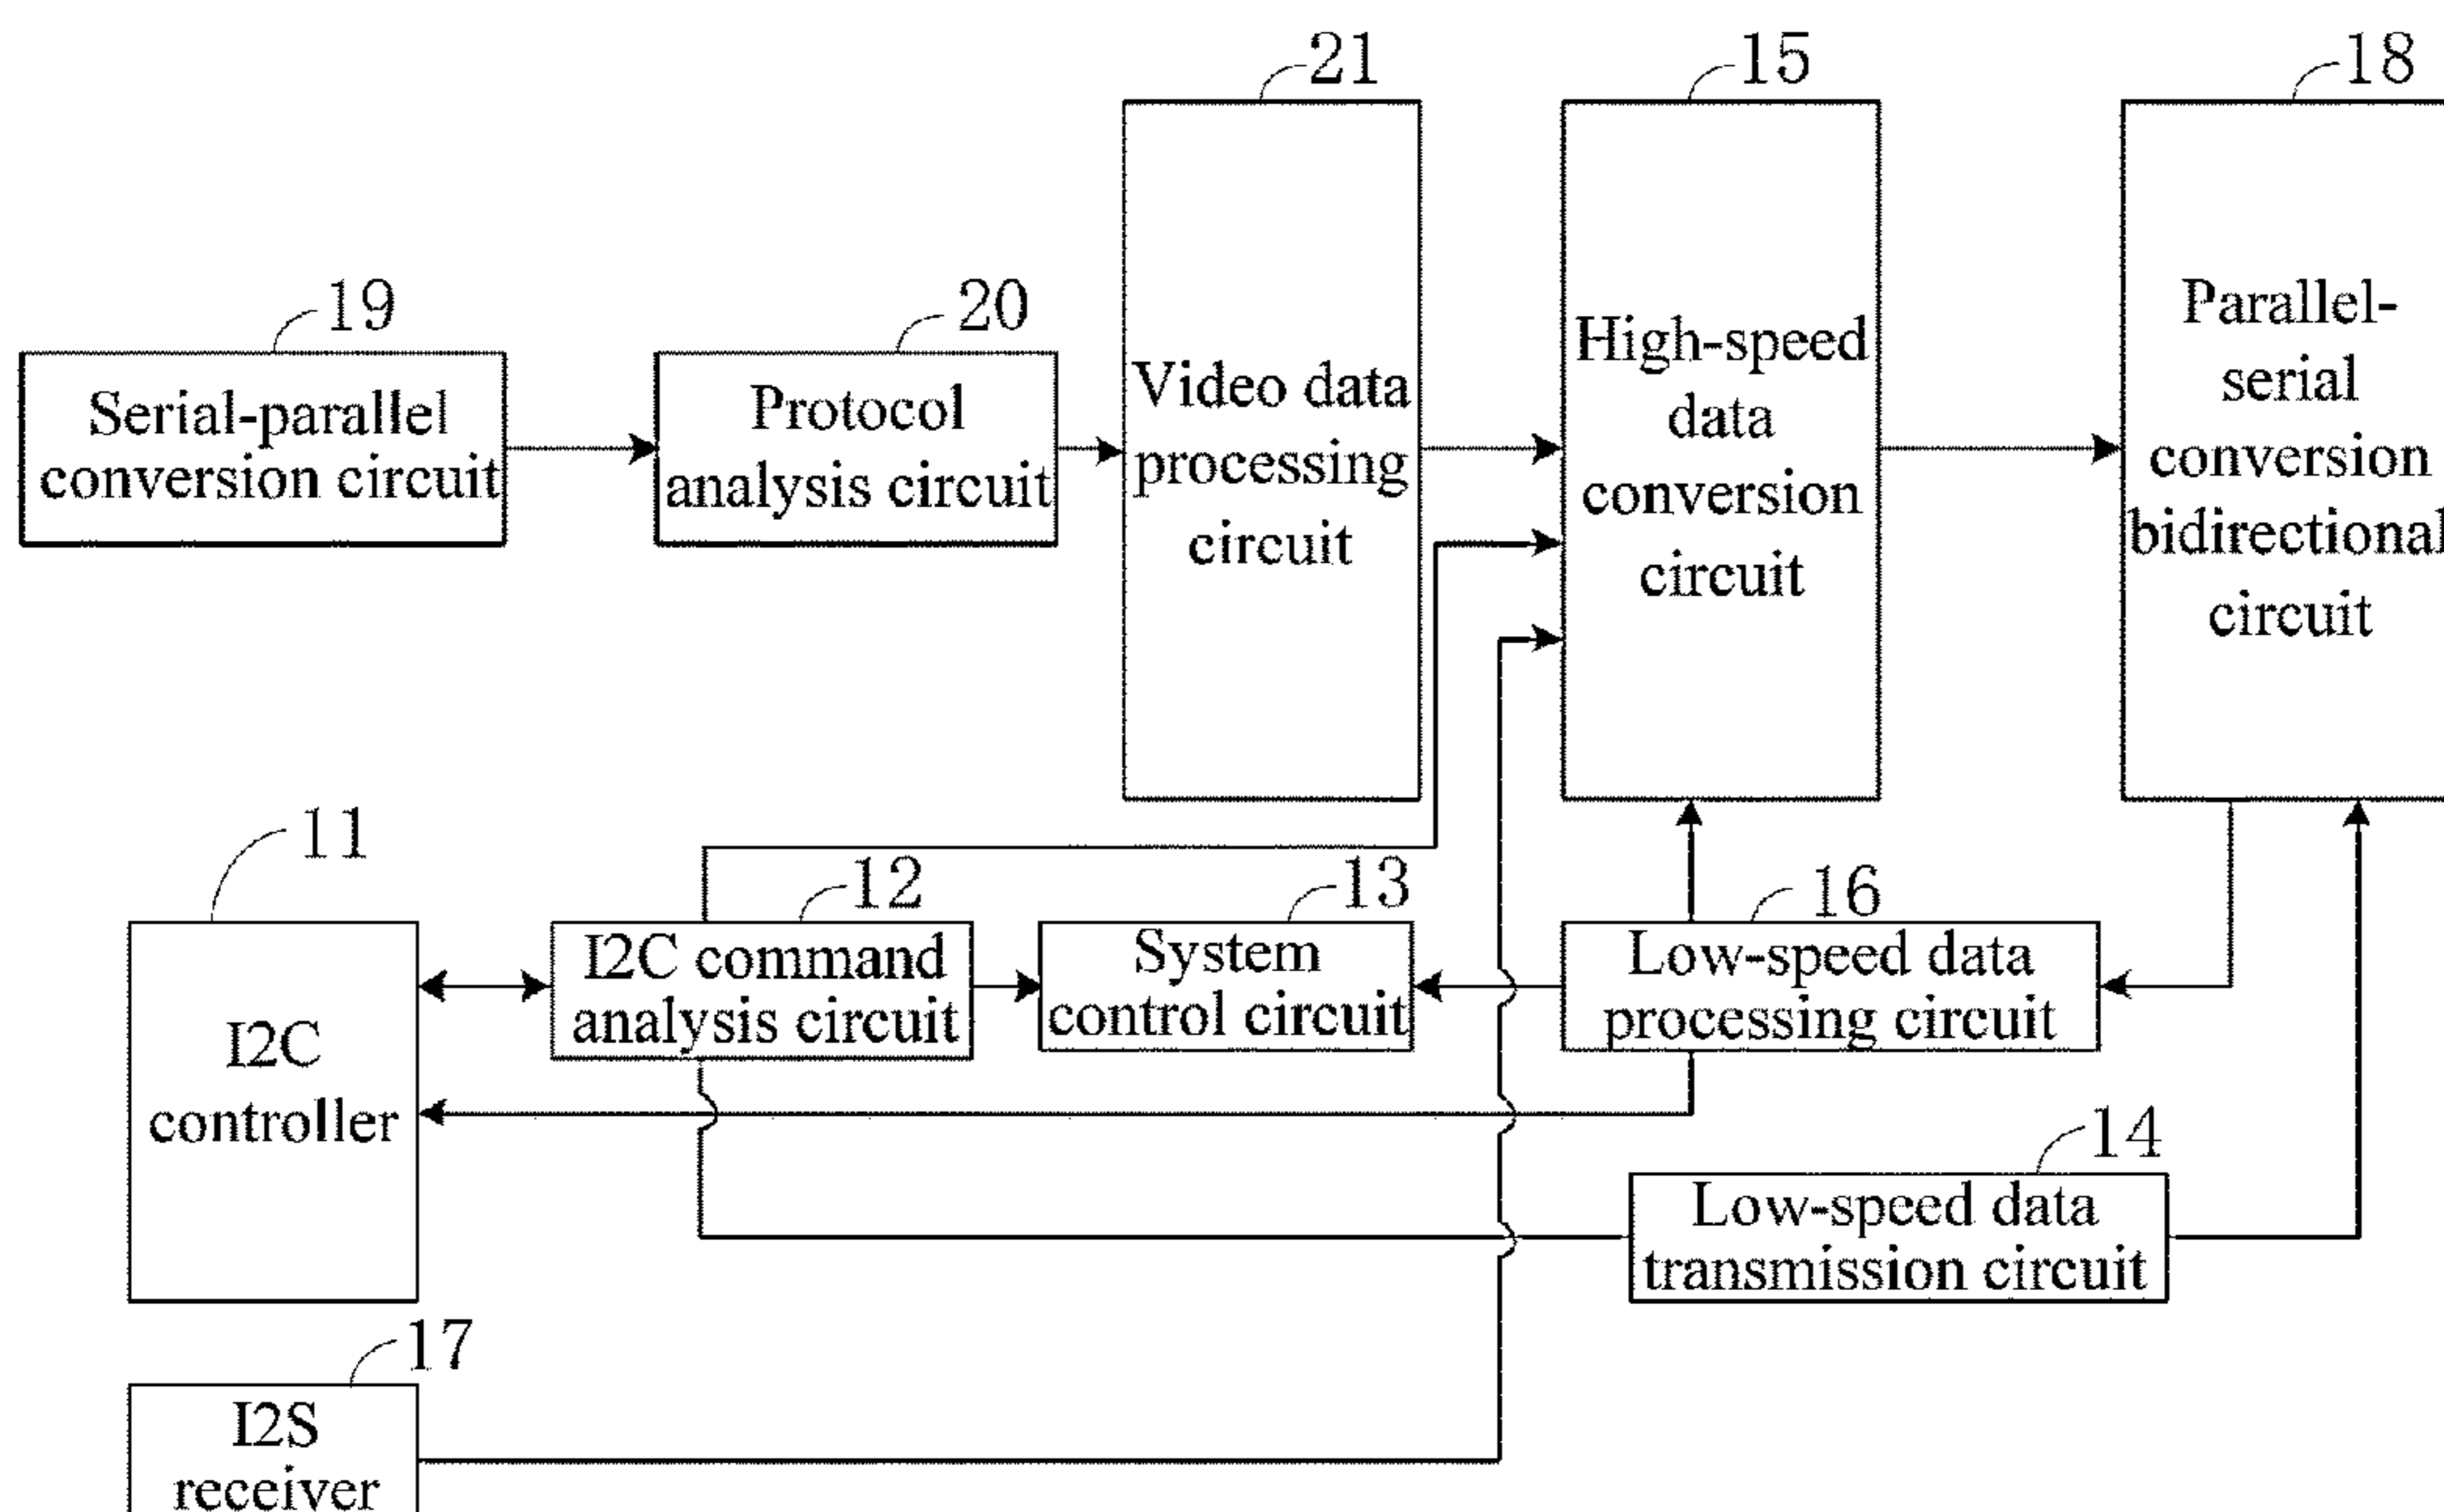 21
15
18
19
20
Serial-parallel
conversion circuit
Protocol
analysis circuit
Video data
processing
circuit
High-speed
data
conversion
circuit
Parallel-
serial
conversion
bidirectional
circuit
11
12
13
16
I2C
controller
I2C command
analysis circuit
System
control circuit
Low-speed data
processing circuit
14
Low-speed data
transmission circuit
17
I2S
receiver